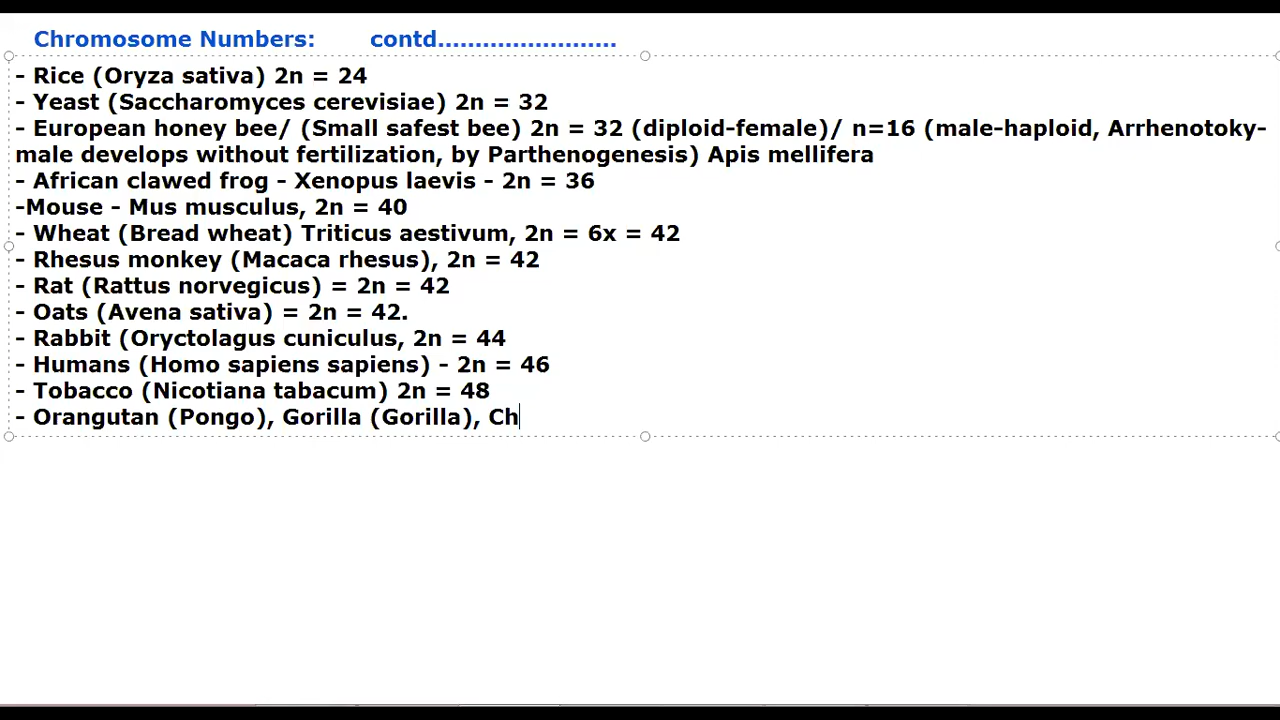 Chromosome Numbers: contd........................
- Rice (Oryza sativa) 2n = 24
- Yeast (Saccharomyces cerevisiae) 2n = 32
- European honey bee/ (Small safest bee) 2n = 32 (diploid-female)/ n=16 (male-haploid, Arrhenotoky-
male develops without fertilization, by Parthenogenesis) Apis mellifera
- African clawed frog - Xenopus laevis - 2n = 36
-Mouse - Mus musculus, 2n = 40
- Wheat (Bread wheat) Triticus aestivum, 2n = 6x = 42
- Rhesus monkey (Macaca rhesus), 2n = 42
- Rat (Rattus norvegicus) = 2n = 42
- Oats (Avena sativa) = 2n = 42.
- Rabbit (Oryctolagus cuniculus, 2n = 44
- Humans (Homo sapiens sapiens) - 2n = 46
- Tobacco (Nicotiana tabacum) 2n = 48
- Orangutan (Pongo), Gorilla (Gorilla), Ch